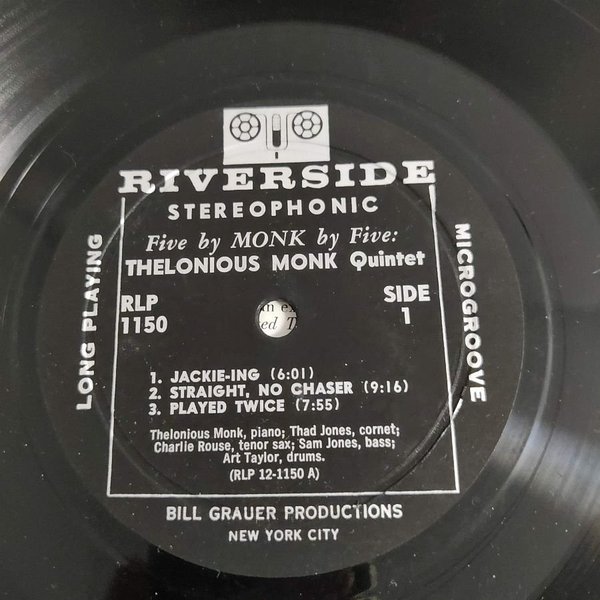 RIVERSIDE
STEREOPHONIC
Five by MONK by Five:
THELONIOUS MONK Quintet
RLP
1150
SIDE
1
LONG PLAYING
MICROGROOVE
1. JACKIE-ING (6:01)
2. STRAIGHT, NO CHASER (9:16)
3. PLAYED TWICE (7:55)
Thelonious Monk, piano; Thad Jones, cornet;
Charlie Rouse, tenor sax; Sam Jones, bass;
Art Taylor, drums.
(RLP 12-1150 A)
BILL GRAUER PRODUCTIONS
NEW YORK CITY